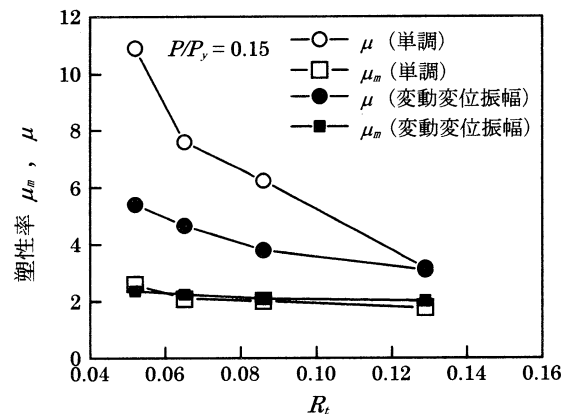 12
10
8
6
4
2
0
塑性率 μm , μ
P/Py = 0.15
μ (単調)
μm (単調)
μ (変動変位振幅)
μm (変動変位振幅)
0.04 0.06 0.08 0.10 0.12 0.14 0.16
Rt